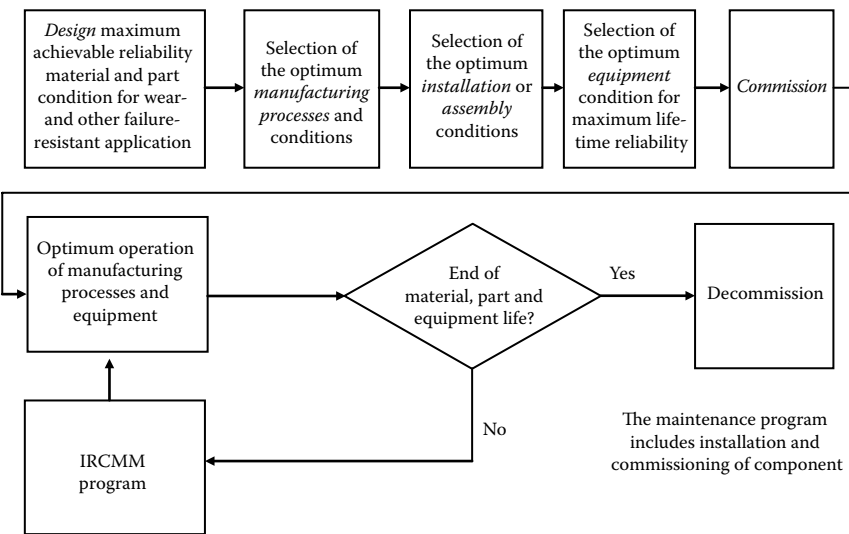 Design maximum
achievable reliability
material and part
condition for wear-
and other failure-
resistant application
Selection of
the optimum
manufacturing
processes and
conditions
Selection of
the optimum
installation or
assembly
conditions
Selection of
the optimum
equipment
condition for
maximum life-
time reliability
Commission
Optimum operation
of manufacturing
processes and
equipment
End of
material, part and
equipment life?
Yes
Decommission
No
IRCMM
program
The maintenance program
includes installation and
commissioning of component